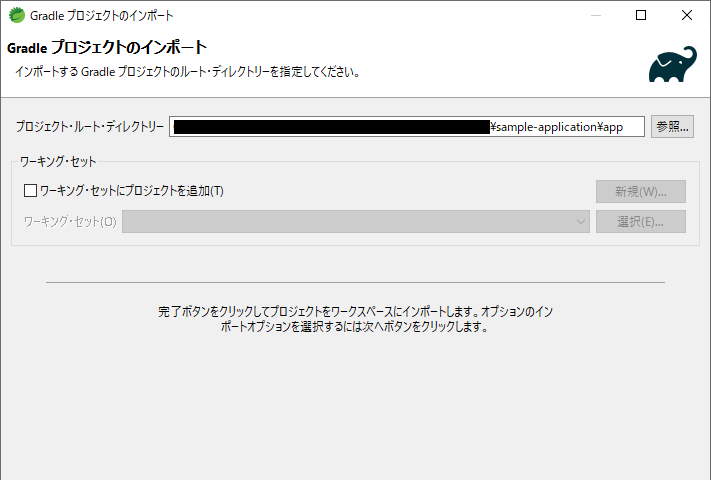 Gradle プロジェクトのインポート
Gradle プロジェクトのインポート
インポートする Gradle プロジェクトのルート・ディレクトリーを指定してください。
プロジェクト・ルート・ディレクトリー ¥sample-application¥app 参照...
ワーキング・セット
ワーキング・セットにプロジェクトを追加(T) 新規(W)...
ワーキング・セット(O) 選択(E)...
完了ボタンをクリックしてプロジェクトをワークスペースにインポートします。オプションのイン
ポートオプションを選択するには次へボタンをクリックします。